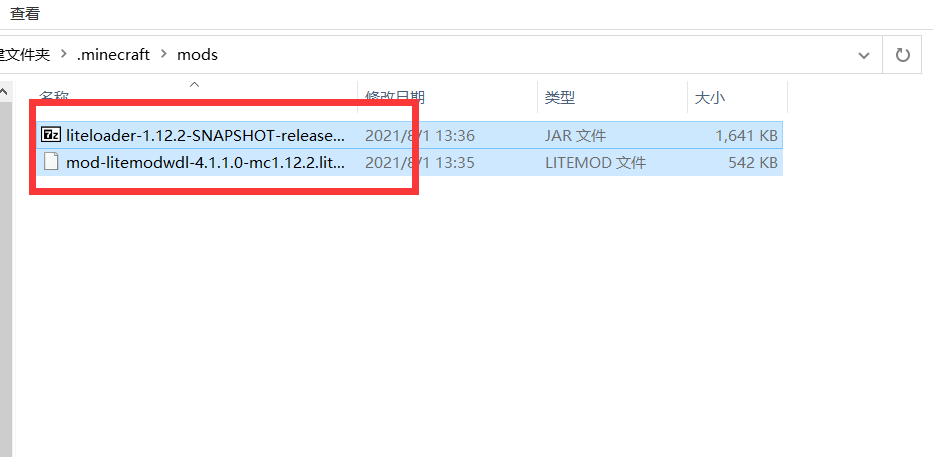 查看
建文件夹 > .minecraft > mods
名称 修改日期 类型 大小
liteloader-1.12.2-SNAPSHOT-release... 2021/8/1 13:36 JAR 文件 1,641 KB
mod-litemodwdl-4.1.1.0-mc1.12.2.lit... 2021/8/1 13:35 LITEMOD 文件 542 KB